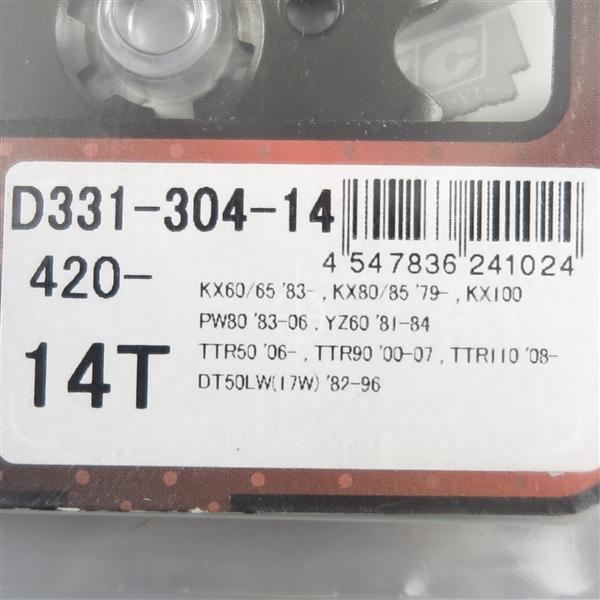 D331-304-14
4 547836 241024
420-
14T
KX60/65 '83- , KX80/85 '79- , KX100
PW80 '83-06 , YZ60 '81-84
TTR50 '06- , TTR90 '00-07 , TTR110 '08-
DT50LW(17W) '82-96